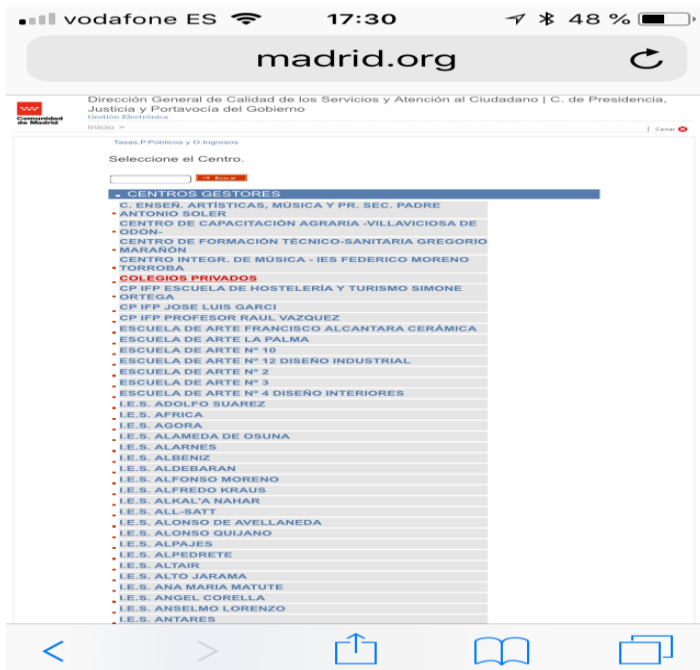 vodafone ES 17:30 48 %
madrid.org
Dirección General de Calidad de los Servicios y Atención al Ciudadano | C. de Presidencia,
Justicia y Portavocía del Gobierno
Gestión Electrónica
Comunidad
de Madrid
Inicio >
| Cerrar
Tasas,P.Públicos y O.Ingresos
Seleccione el Centro.
Buscar
CENTROS GESTORES
C. ENSEÑ. ARTÍSTICAS, MÚSICA Y PR. SEC. PADRE
ANTONIO SOLER
CENTRO DE CAPACITACIÓN AGRARIA -VILLAVICIOSA DE
ODON-
CENTRO DE FORMACIÓN TÉCNICO-SANITARIA GREGORIO
MARAÑÓN
CENTRO INTEGR. DE MÚSICA - IES FEDERICO MORENO
TORROBA
COLEGIOS PRIVADOS
CP IFP ESCUELA DE HOSTELERÍA Y TURISMO SIMONE
ORTEGA
CP IFP JOSE LUIS GARCI
CP IFP PROFESOR RAUL VAZQUEZ
ESCUELA DE ARTE FRANCISCO ALCANTARA CERÁMICA
ESCUELA DE ARTE LA PALMA
ESCUELA DE ARTE Nº 10
ESCUELA DE ARTE Nº 12 DISEÑO INDUSTRIAL
ESCUELA DE ARTE Nº 2
ESCUELA DE ARTE Nº 3
ESCUELA DE ARTE Nº 4 DISEÑO INTERIORES
I.E.S. ADOLFO SUAREZ
I.E.S. AFRICA
I.E.S. AGORA
I.E.S. ALAMEDA DE OSUNA
I.E.S. ALARNES
I.E.S. ALBENIZ
I.E.S. ALDEBARAN
I.E.S. ALFONSO MORENO
I.E.S. ALFREDO KRAUS
I.E.S. ALKAL'A NAHAR
I.E.S. ALL-SATT
I.E.S. ALONSO DE AVELLANEDA
I.E.S. ALONSO QUIJANO
I.E.S. ALPAJES
I.E.S. ALPEDRETE
I.E.S. ALTAIR
I.E.S. ALTO JARAMA
I.E.S. ANA MARIA MATUTE
I.E.S. ANGEL CORELLA
I.E.S. ANSELMO LORENZO
I.E.S. ANTARES